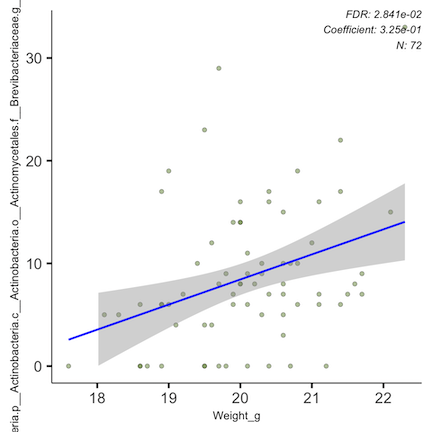 FDR: 2.841e-02
Coefficient: 3.258e-01
N: 72
eria.p__Actinobacteria.c__Actinobacteria.o__Actinomycetales.f__Brevibacteriaceae.g_
30
20
10
0
18 19 20 21 22
Weight_g